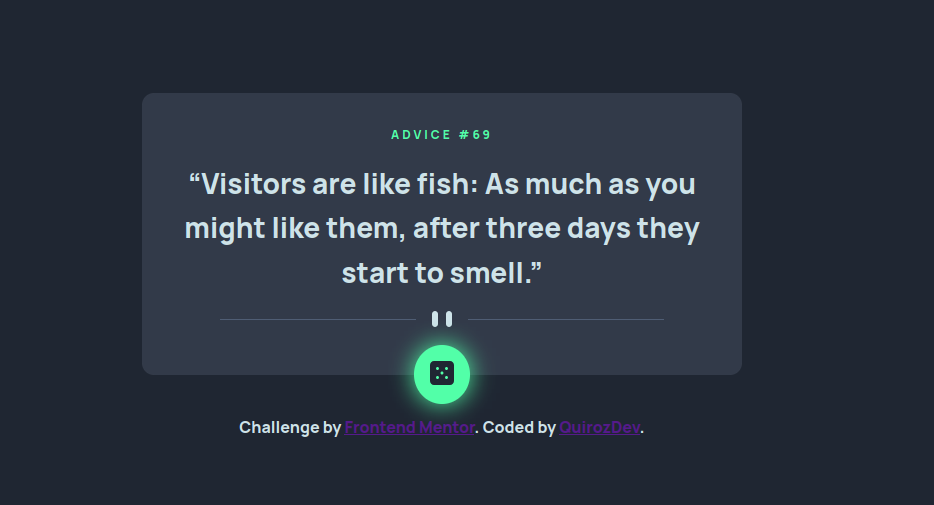 ADVICE #69
“Visitors are like fish: As much as you
might like them, after three days they
start to smell.”
Challenge by Frontend Mentor. Coded by QuirozDev.